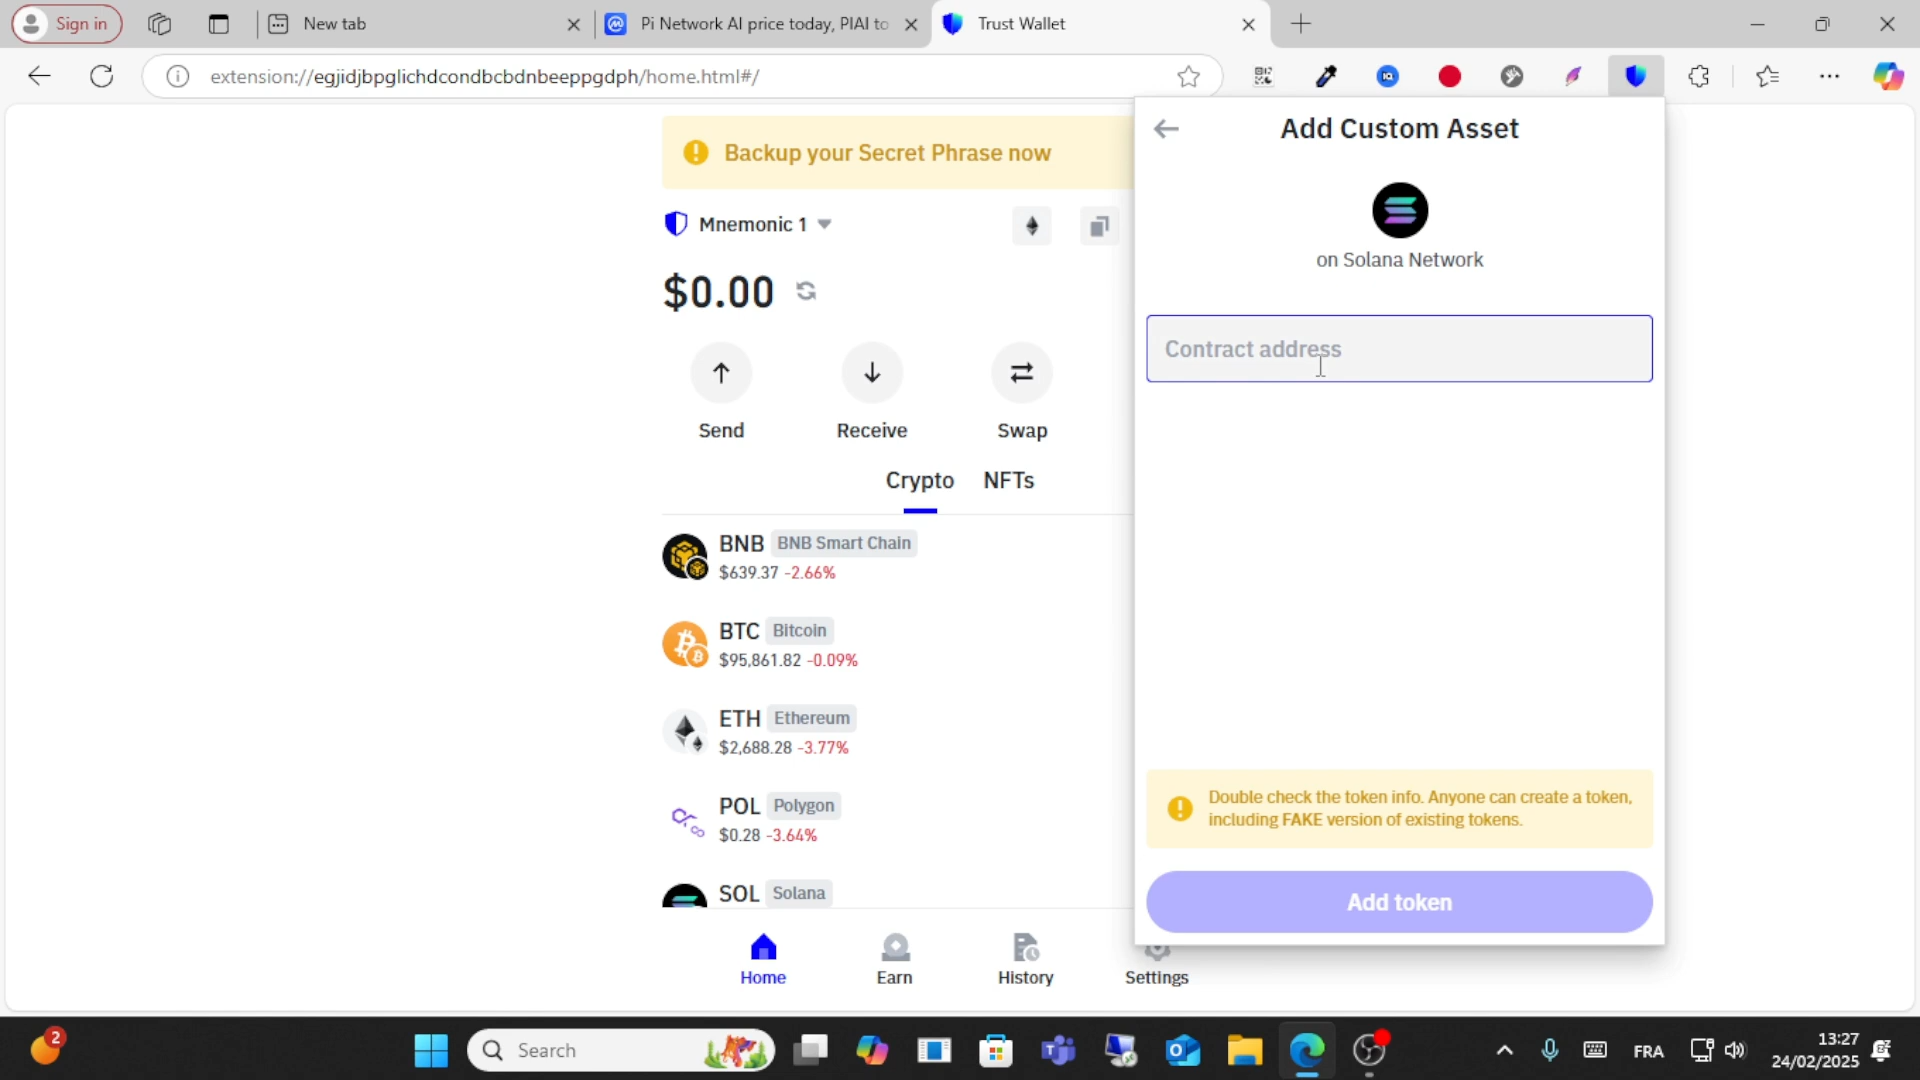 Sign in
New tab
Pi Network AI price today, PIAI to
Trust Wallet
extension://egjidjbpglichdcondbcbdnbeeppgdph/home.html#/
Backup your Secret Phrase now
Mnemonic 1
$0.00
Send
Receive
Swap
Crypto
NFTs
BNB BNB Smart Chain
$639.37 -2.66%
BTC Bitcoin
$95,861.82 -0.09%
ETH Ethereum
$2,688.28 -3.77%
POL Polygon
$0.28 -3.64%
SOL Solana
Home
Earn
History
Settings
Add Custom Asset
on Solana Network
Contract address
Double check the token info. Anyone can create a token,
including FAKE version of existing tokens.
Add token
2
Search
FRA
13:27
24/02/2025